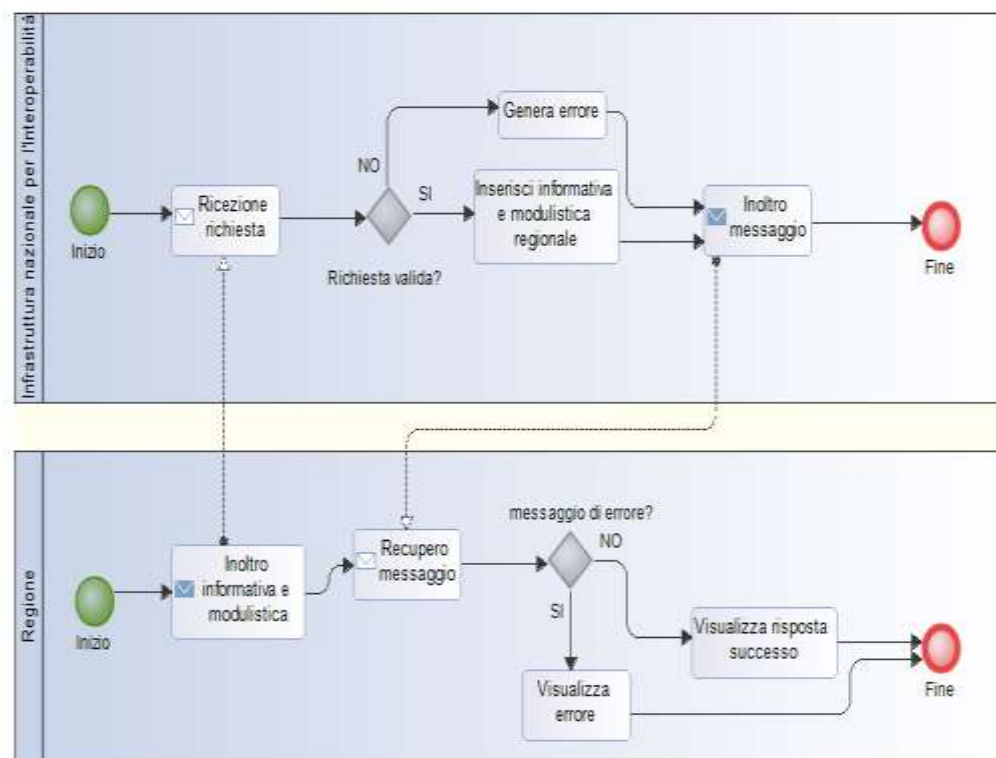 Infrastruttura nazionale per l'Interoperabilità
Inizio
Ricezione
richiesta
NO
SI
Richiesta valida?
Genera errore
Inserisci informativa
e modulistica
regionale
Inoltro
messaggio
Fine
Regione
Inizio
Inoltro
informativa e
modulistica
Recupero
messaggio
messaggio di errore?
NO
SI
Visualizza risposta
successo
Visualizza
errore
Fine